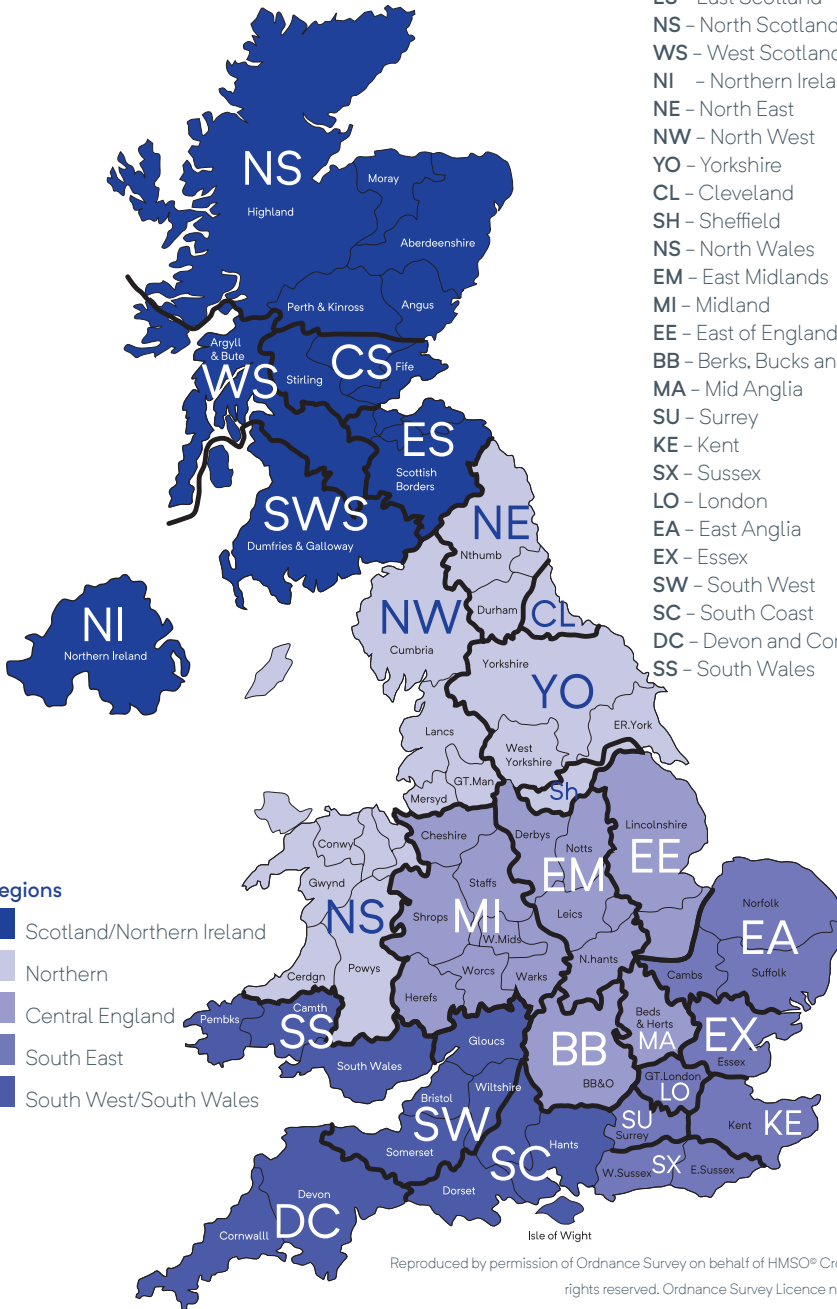 ES – East Scotland
NS – North Scotland
WS – West Scotland
NI – Northern Irela
NE – North East
NW – North West
YO – Yorkshire
CL – Cleveland
SH – Sheffield
NS – North Wales
EM – East Midlands
MI – Midland
EE – East of England
BB – Berks, Bucks an
MA – Mid Anglia
SU – Surrey
KE – Kent
SX – Sussex
LO – London
EA – East Anglia
EX – Essex
SW – South West
SC – South Coast
DC – Devon and Cor
SS – South Wales
NS
Highland
Moray
Aberdeenshire
Perth & Kinross
Angus
Argyll
& Bute
WS
Stirling
CS
Fife
ES
Scottish
Borders
SWS
Dumfries & Galloway
NI
Northern Ireland
NE
Nthumb
Durham
CL
NW
Cumbria
Yorkshire
YO
ER.York
West
Yorkshire
Lancs
GT.Man
Mersyd
Sh
Conwy
Gwynd
NS
Cerdgn
Powys
Cheshire
Staffs
Shrops
MI
W.Mids
Worcs
Warks
Herefs
Derbys
Notts
EM
Leics
N.hants
Lincolnshire
EE
Norfolk
EA
Cambs
Suffolk
Beds
& Herts
MA
EX
Essex
BB
BB&O
GT.London
LO
SU
Surrey
Kent
KE
W.Sussex
SX
E.Sussex
Pembks
Camth
SS
South Wales
Gloucs
Wiltshire
Bristol
SW
Somerset
SC
Hants
Dorset
Isle of Wight
Devon
Cornwalll
DC
egions
Scotland/Northern Ireland
Northern
Central England
South East
South West/South Wales
Reproduced by permission of Ordnance Survey on behalf of HMSO© Cro
rights reserved. Ordnance Survey Licence n